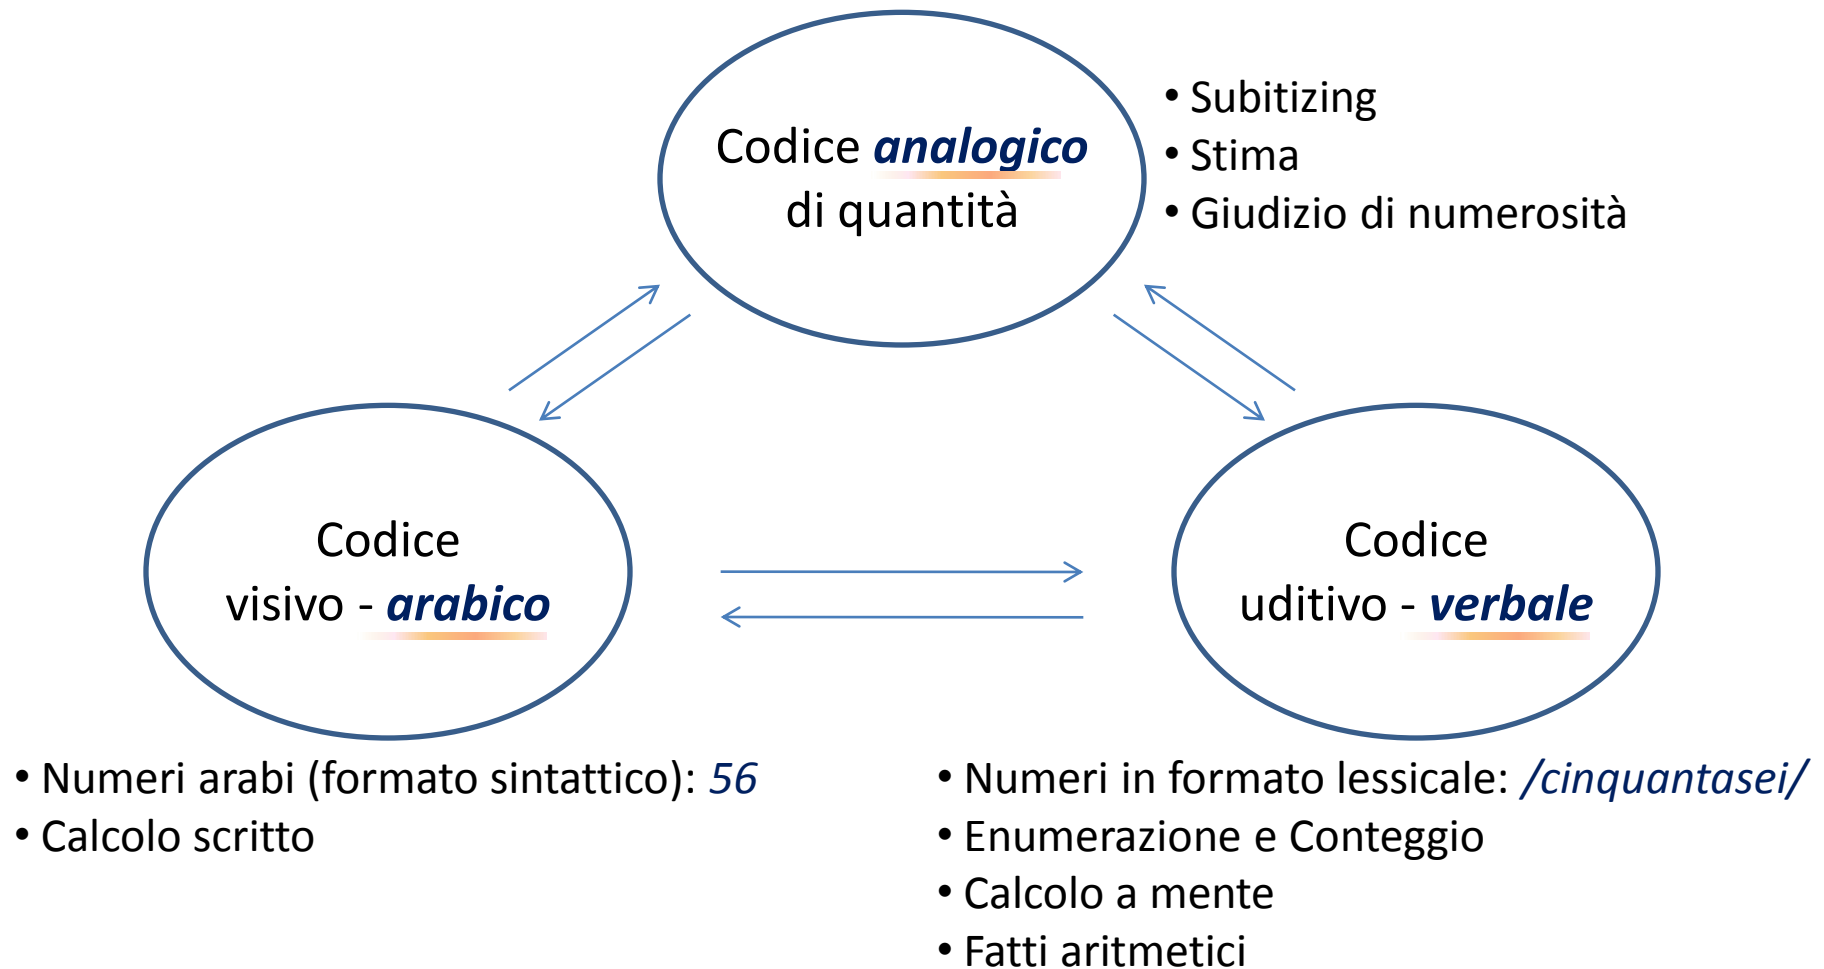 Codice analogico
di quantità
• Subitizing
• Stima
• Giudizio di numerosità
Codice
visivo - arabico
Codice
uditivo - verbale
• Numeri arabi (formato sintattico): 56
• Calcolo scritto
• Numeri in formato lessicale: /cinquantasei/
• Enumerazione e Conteggio
• Calcolo a mente
• Fatti aritmetici